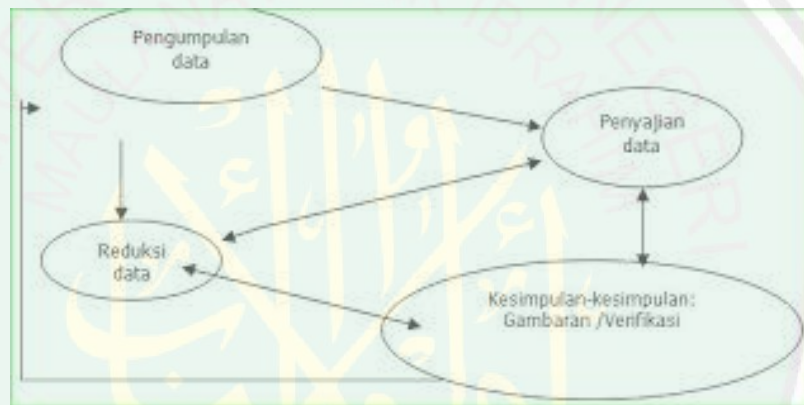 Pengumpulan
data
Penyajian
data
Reduksi
data
Kesimpulan-kesimpulan:
Gambaran /Verifikasi